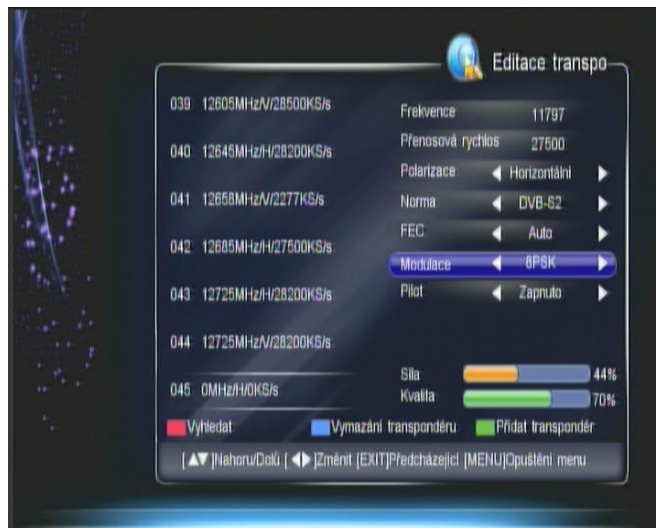 Editace transpo
039 12605MHz/V/28500KS/s
040 12645MHz/H/28200KS/s
041 12658MHz/V/2277KS/s
042 12685MHz/H/27500KS/s
043 12725MHz/H/28200KS/s
044 12725MHz/V/28200KS/s
045 0MHz/H/0KS/s
Frekvence 11797
Přenosová rychlos 27500
Polarizace Horizontální
Norma DVB-S2
FEC Auto
Modulace 8PSK
Pilot Zapnuto
Síla 44%
Kvalita 70%
Vyhledat Vymazání transpondéru Přidat transpondér
[▲▼]Nahoru/Dolů [◀▶]Změnit [EXIT]Předcházející [MENU]Opuštění menu